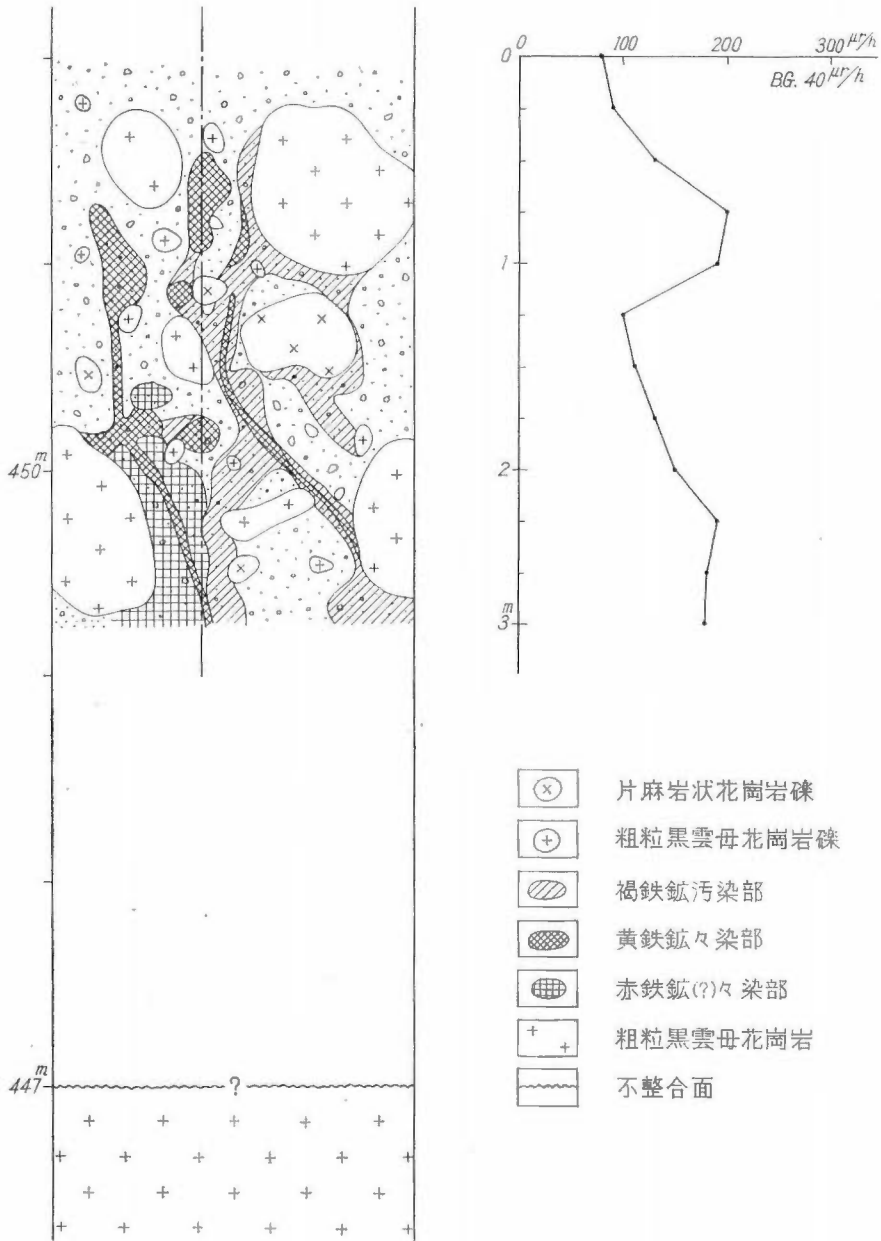 0 100 200 300 μr/h
B.G. 40 μr/h
0
1
2
m
3
m
450
m
447
?
片麻岩状花崗岩礫
粗粒黒雲母花崗岩礫
褐鉄鉱汚染部
黄鉄鉱々染部
赤鉄鉱(?)々染部
粗粒黒雲母花崗岩
不整合面